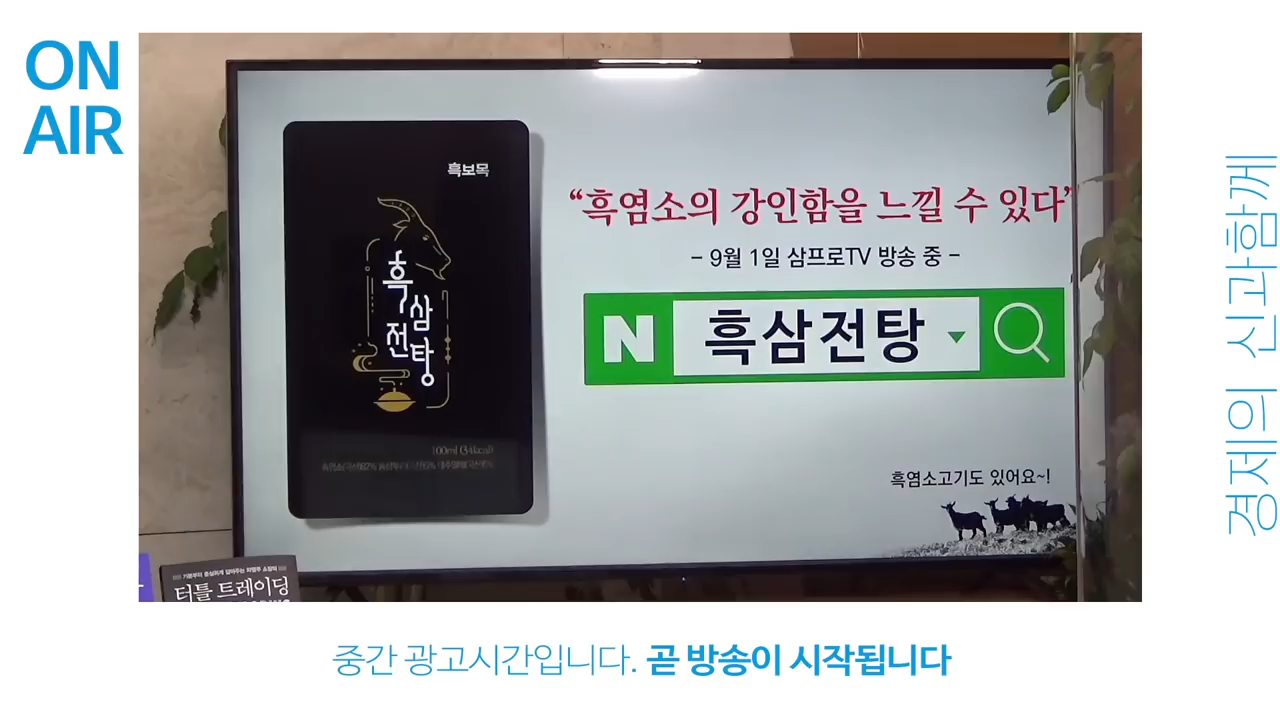 ON
AIR
흑보목
흑삼
전탕
100ml (34kcal)
“흑염소의 강인함을 느낄 수 있다”
- 9월 1일 삼프로TV 방송 중 -
N 흑삼전탕
흑염소고기도 있어요~!
터틀 트레이딩
경제의 신과함께
중간 광고시간입니다. 곧 방송이 시작됩니다